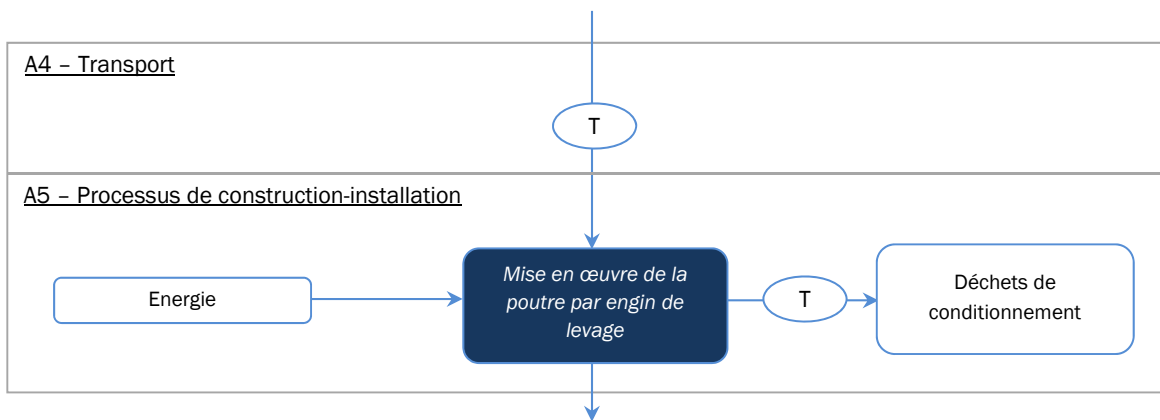 A4 – Transport
T
A5 – Processus de construction-installation
Energie
Mise en œuvre de la
poutre par engin de
levage
T
Déchets de
conditionnement